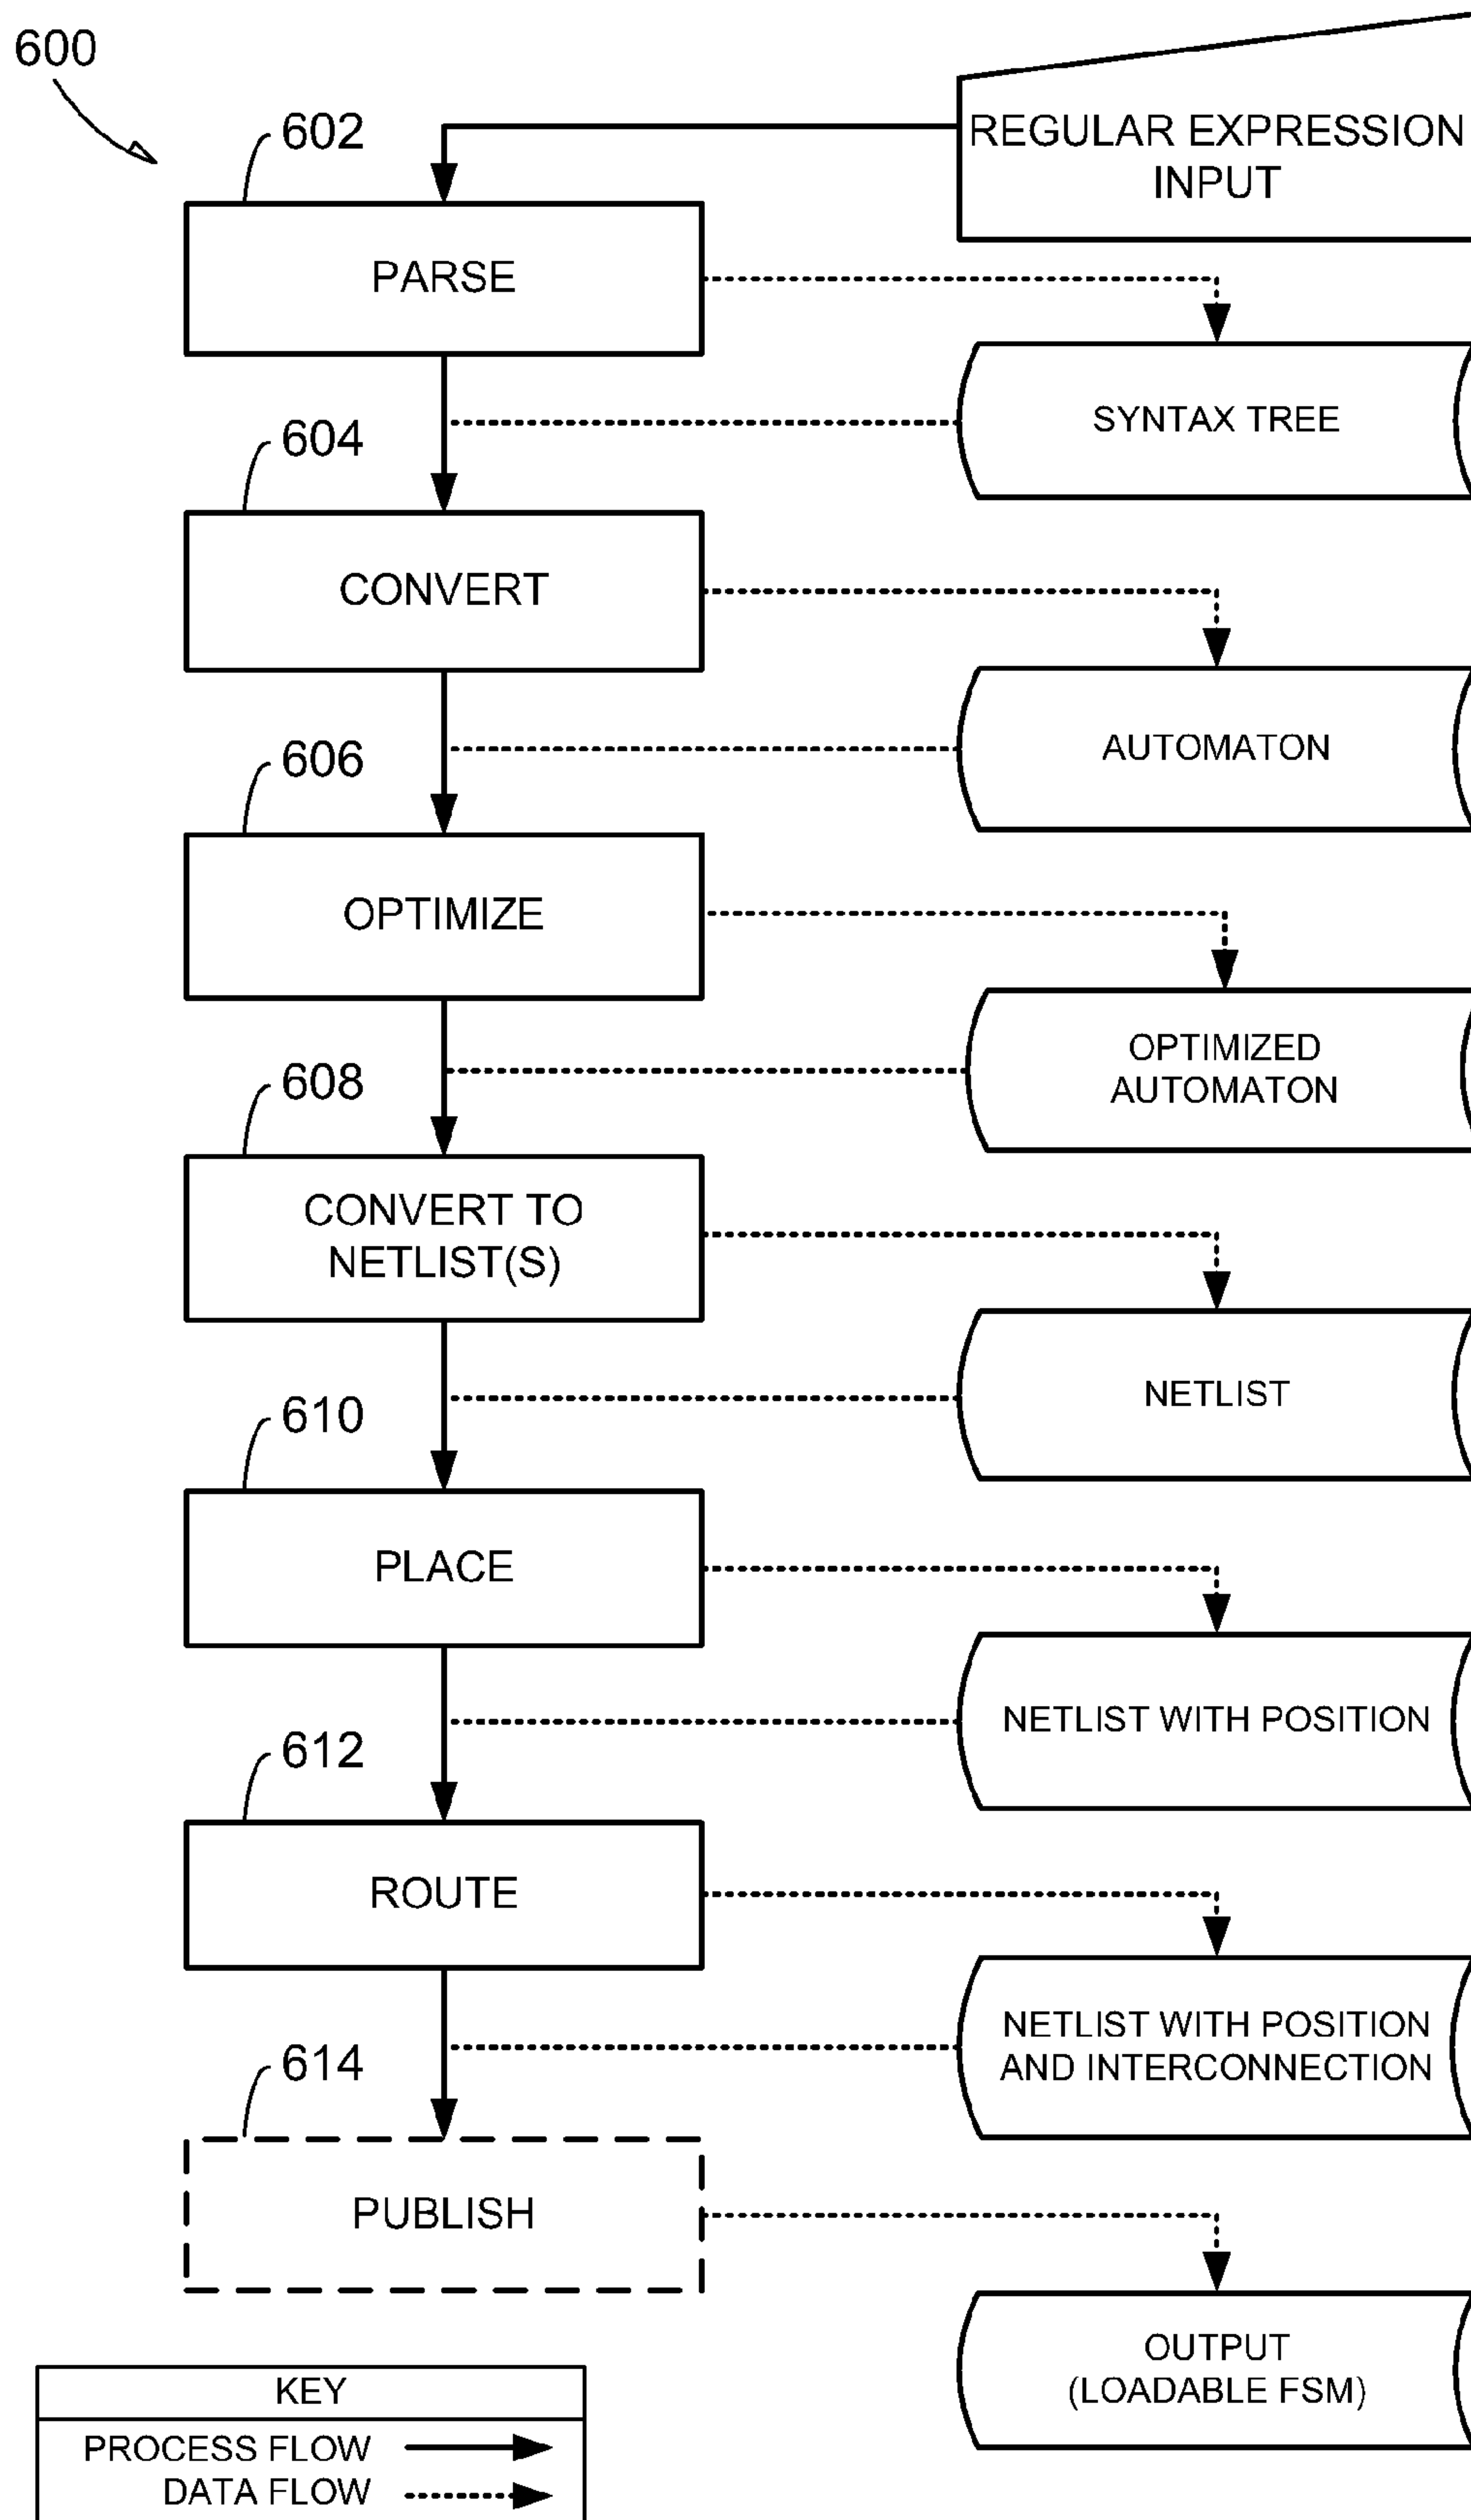 600
602
REGULAR EXPRESSION
INPUT
PARSE
604
SYNTAX TREE
CONVERT
606
AUTOMATON
OPTIMIZE
608
OPTIMIZED
AUTOMATON
CONVERT TO
NETLIST(S)
610
NETLIST
PLACE
612
NETLIST WITH POSITION
ROUTE
614
NETLIST WITH POSITION
AND INTERCONNECTION
PUBLISH
OUTPUT
(LOADABLE FSM)
KEY
PROCESS FLOW
DATA FLOW